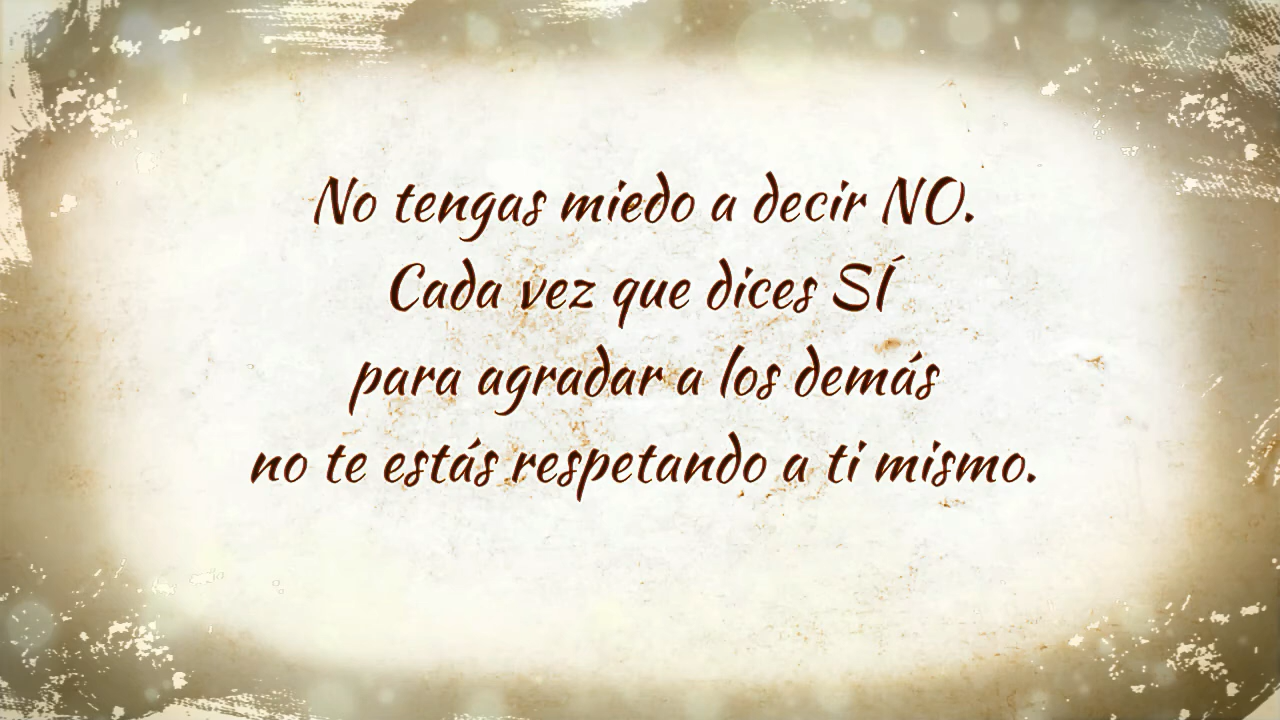 No tengas miedo a decir NO.
Cada vez que dices SÍ
para agradar a los demás
no te estás respetando a ti mismo.